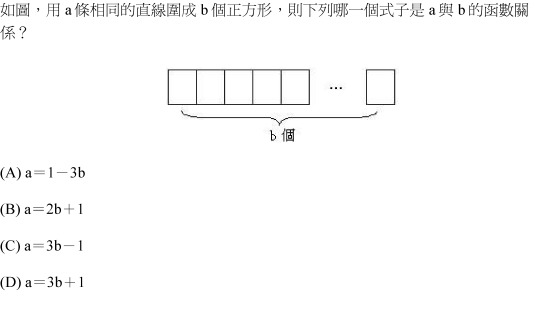 如圖，用 a 條相同的直線圍成 b 個正方形，則下列哪一個式子是 a 與 b 的函數關
係？
…
b 個
(A) a＝1－3b
(B) a＝2b＋1
(C) a＝3b－1
(D) a＝3b＋1